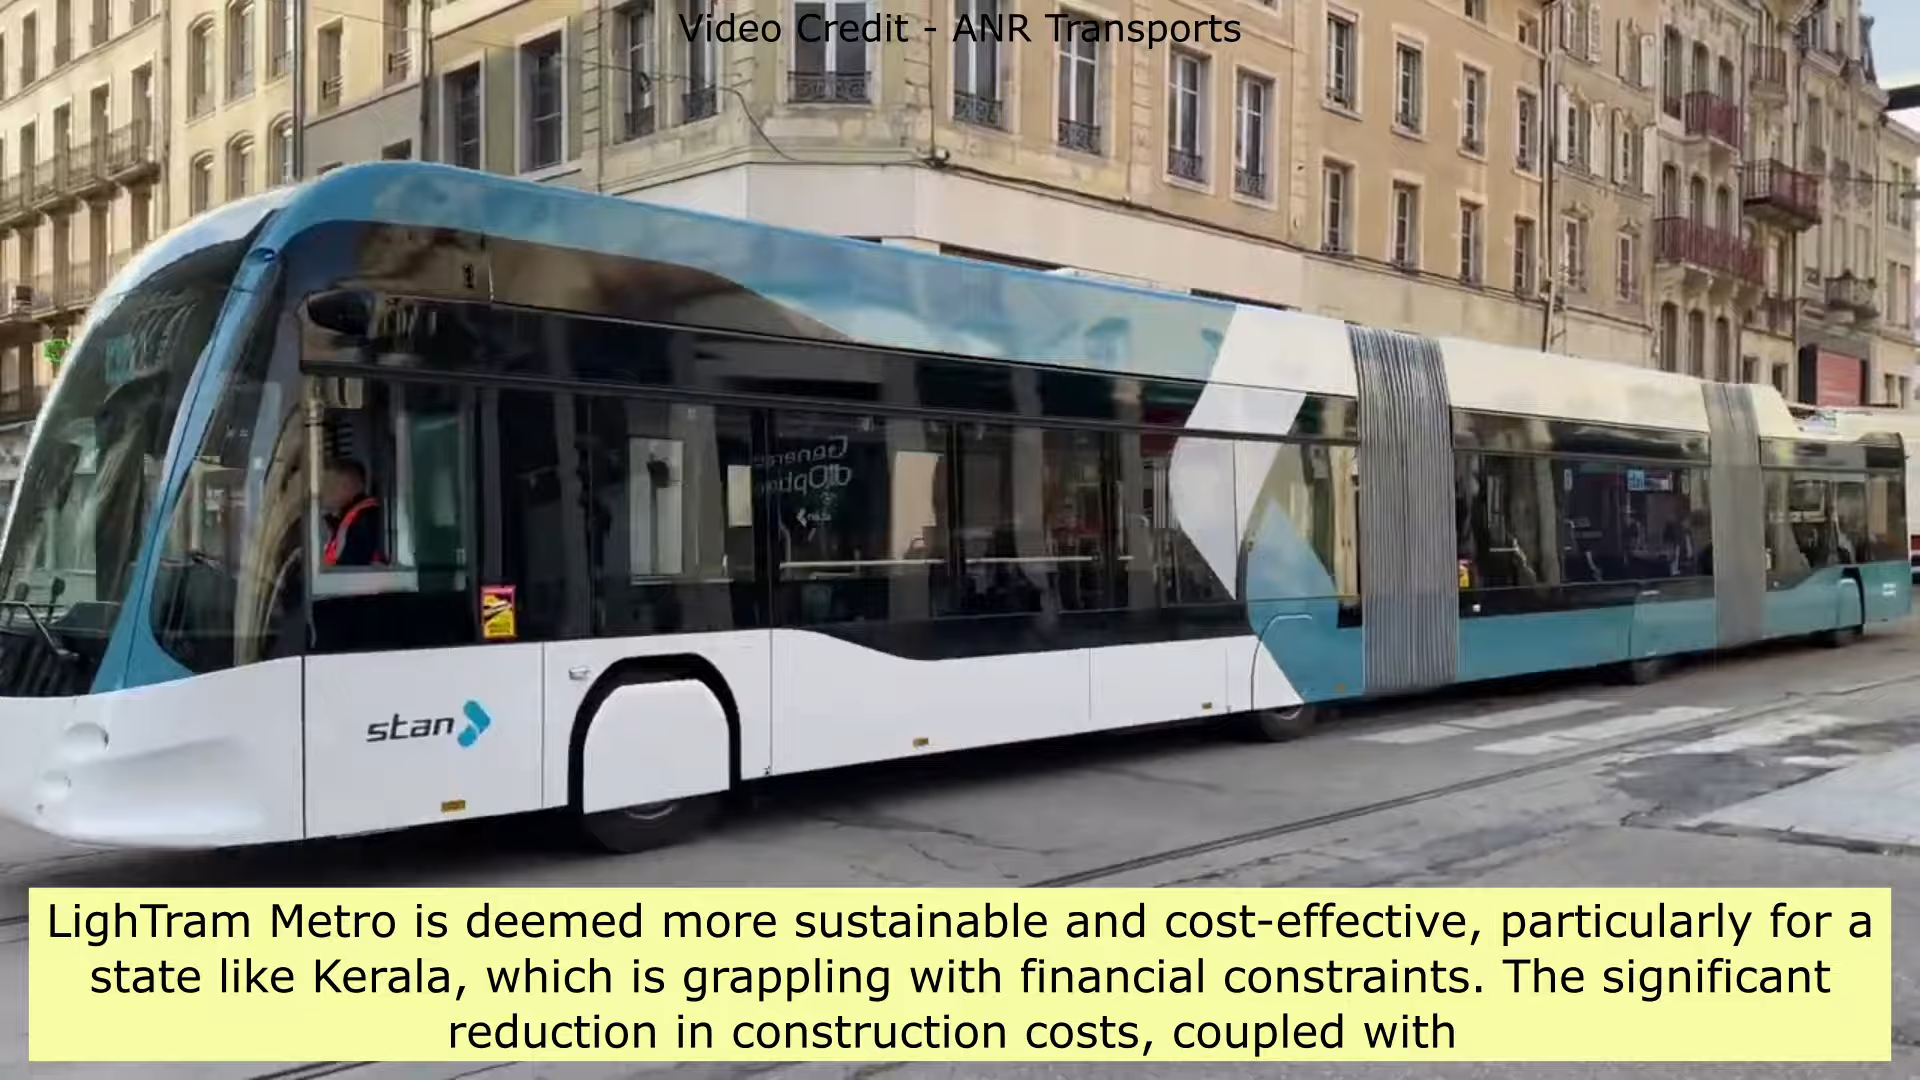 Video Credit - ANR Transports
stan
LighTram Metro is deemed more sustainable and cost-effective, particularly for a
state like Kerala, which is grappling with financial constraints. The significant
reduction in construction costs, coupled with